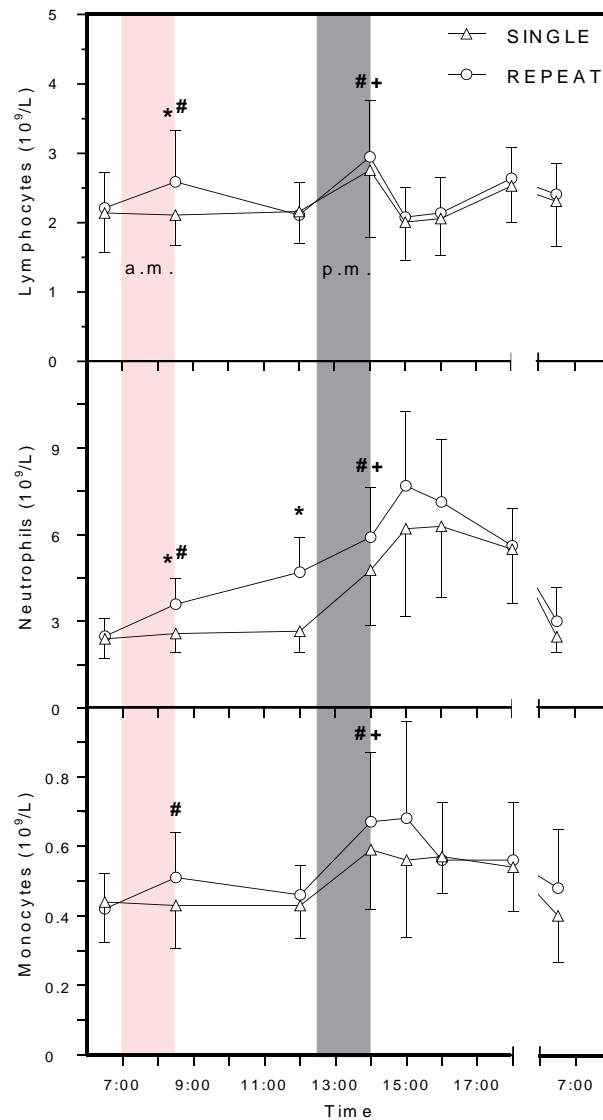 5
SINGLE
REPEAT
4
#+
*#
3
2
a.m.
p.m.
1
0
Lymphocytes (10⁹/L)
9
#+
6
*
*#
3
0
Neutrophils (10⁹/L)
#+
0.8
#
0.6
0.4
0.2
0
Monocytes (10⁹/L)
7:00 9:00 11:00 13:00 15:00 17:00 7:00
Time